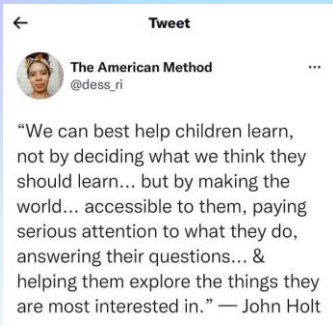 Tweet
The American Method
@dess_ri
“We can best help children learn,
not by deciding what we think they
should learn... but by making the
world... accessible to them, paying
serious attention to what they do,
answering their questions... &
helping them explore the things they
are most interested in.” — John Holt